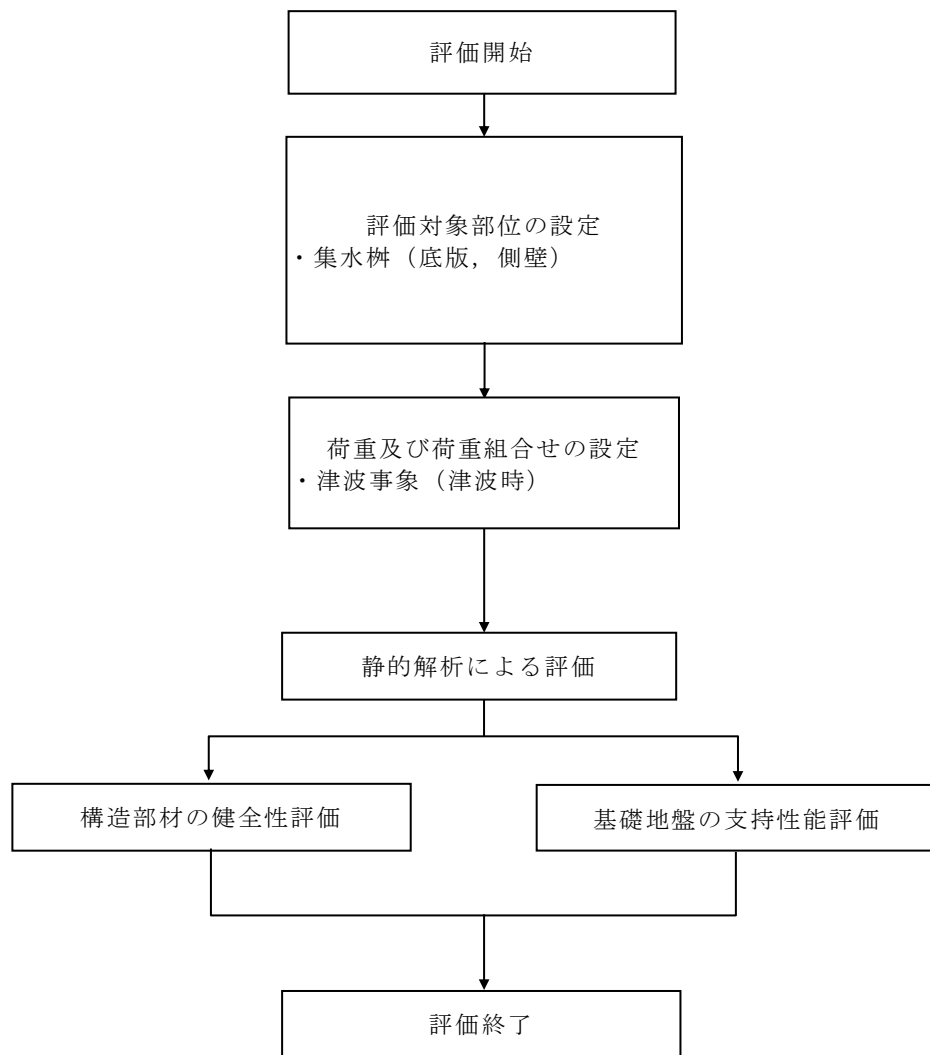 評価開始
評価対象部位の設定
・集水桝（底版，側壁）
荷重及び荷重組合せの設定
・津波事象（津波時）
静的解析による評価
構造部材の健全性評価
基礎地盤の支持性能評価
評価終了